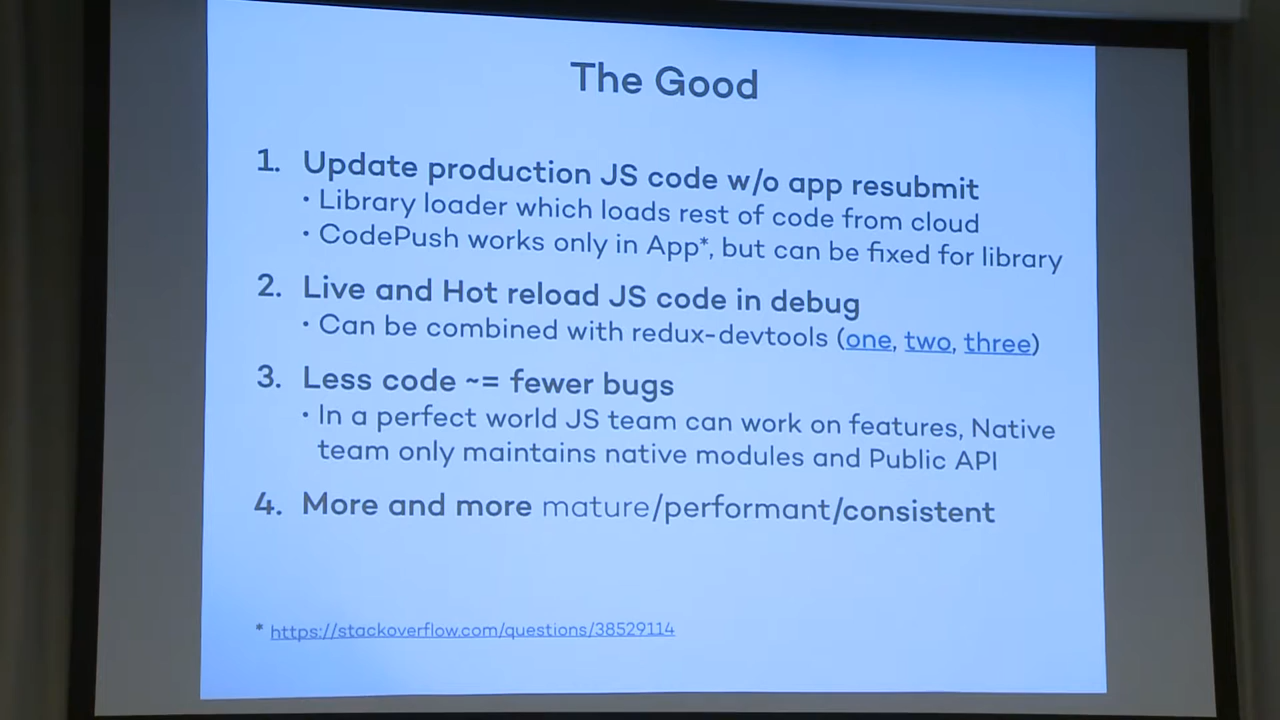 The Good
1. Update production JS code w/o app resubmit
• Library loader which loads rest of code from cloud
• CodePush works only in App*, but can be fixed for library
2. Live and Hot reload JS code in debug
• Can be combined with redux-devtools (one, two, three)
3. Less code ~= fewer bugs
• In a perfect world JS team can work on features, Native
team only maintains native modules and Public API
4. More and more mature/performant/consistent
* https://stackoverflow.com/questions/38529114